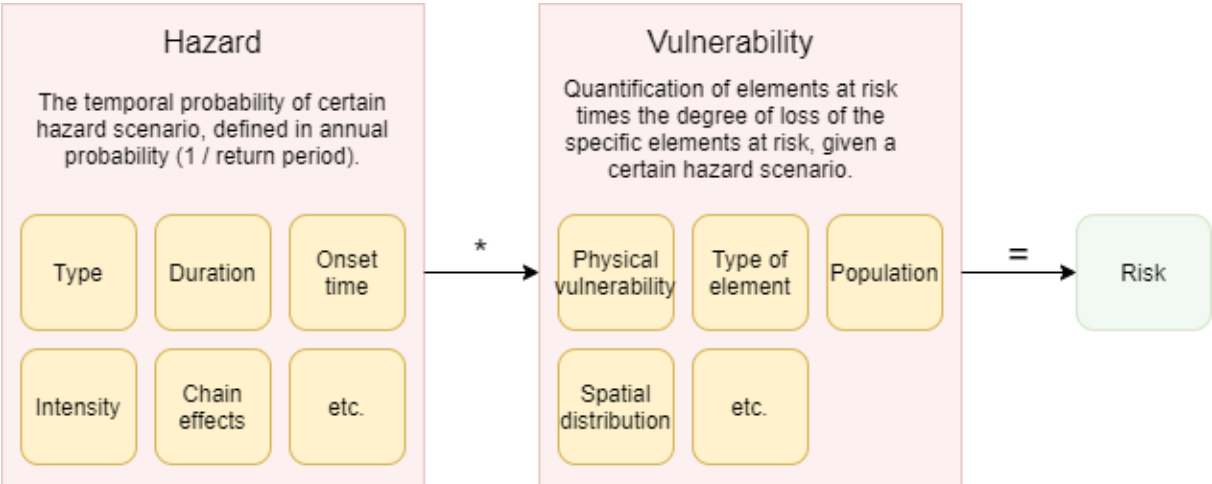 Hazard
The temporal probability of certain
hazard scenario, defined in annual
probability (1 / return period).
Type
Duration
Onset
time
Intensity
Chain
effects
etc.
*
Vulnerability
Quantification of elements at risk
times the degree of loss of the
specific elements at risk, given a
certain hazard scenario.
Physical
vulnerability
Type of
element
Population
Spatial
distribution
etc.
=
Risk